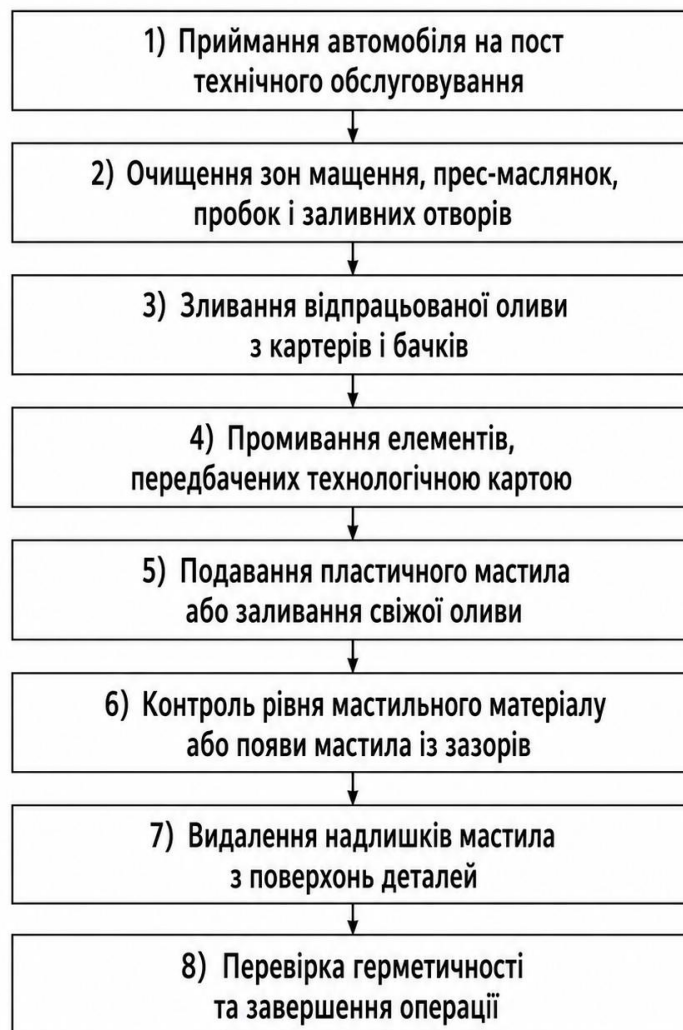 1) Приймання автомобіля на пост
технічного обслуговування
2) Очищення зон мащення, прес-маслянок,
пробок і заливних отворів
3) Зливання відпрацьованої оливи
з картерів і бачків
4) Промивання елементів,
передбачених технологічною картою
5) Подавання пластичного мастила
або заливання свіжої оливи
6) Контроль рівня мастильного матеріалу
або появи мастила із зазорів
7) Видалення надлишків мастила
з поверхонь деталей
8) Перевірка герметичності
та завершення операції